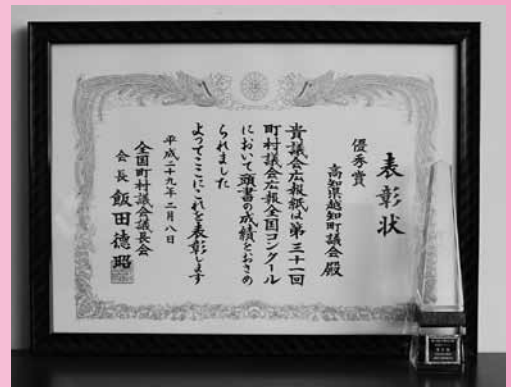 表彰状
優秀賞
高知県越知町議会殿
貴議会広報紙は第三十一回
町村議会広報全国コンクール
において頭書の成績をおさめ
られました
よってここにこれを表彰します
平成二十九年二月八日
全国町村議会議長会
会長 飯田徳昭